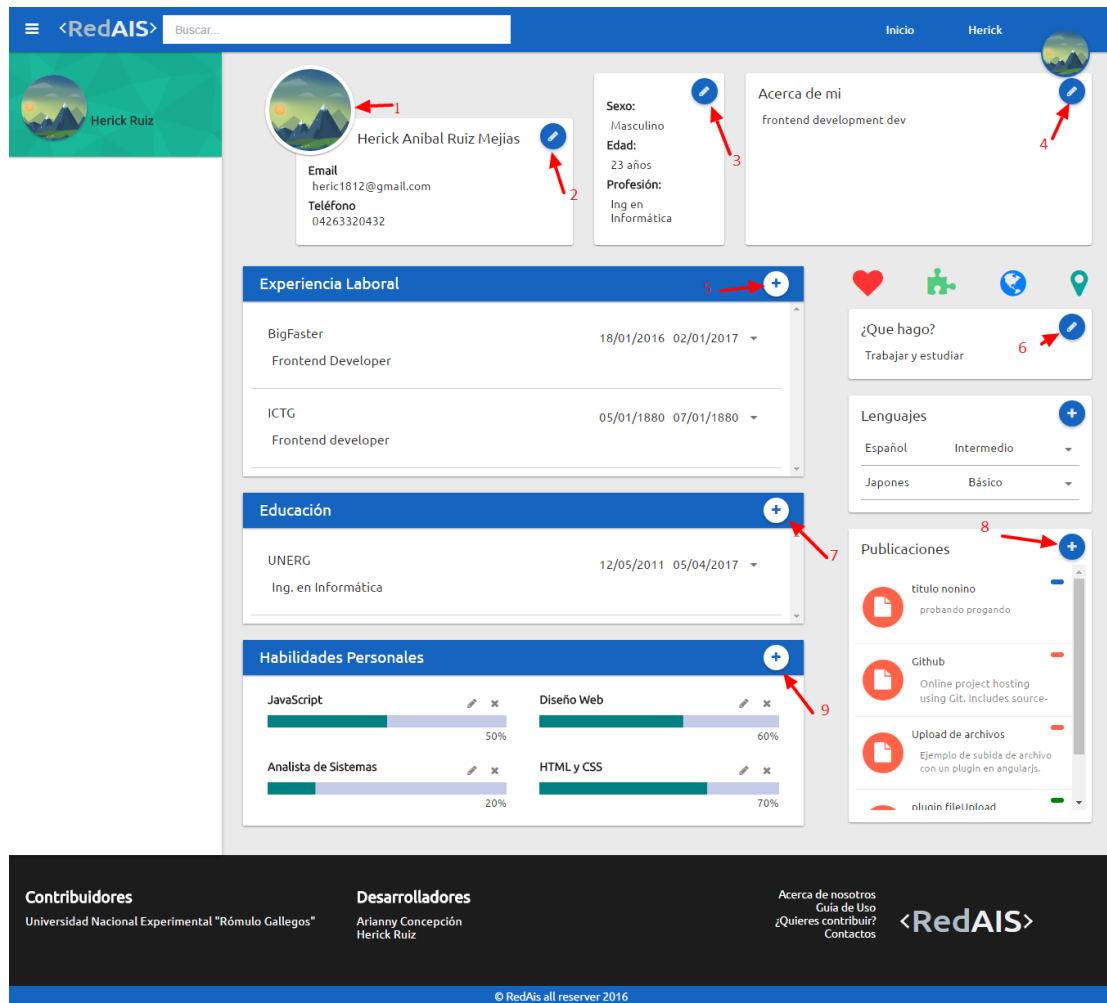 <RedAIS>
Buscar...
Inicio
Herick
Herick Ruiz
1
Herick Anibal Ruiz Mejias
Email
heric1812@gmail.com
Teléfono
04263320432
2
Sexo:
Masculino
Edad:
23 años
Profesión:
Ing en
Informática
3
Acerca de mi
frontend development dev
4
Experiencia Laboral
5
BigFaster
18/01/2016 02/01/2017
Frontend Developer
ICTG
05/01/1880 07/01/1880
Frontend developer
¿Que hago?
Trabajar y estudiar
6
Lenguajes
Español Intermedio
Japones Básico
Educación
7
UNERG
12/05/2011 05/04/2017
Ing. en Informática
8
Publicaciones
titulo nonino
probando progando
Github
Online project hosting
using Git. Includes source-
Upload de archivos
Ejemplo de subida de archivo
con un plugin en angularjs.
plugin fileUpload
Habilidades Personales
9
JavaScript
50%
Diseño Web
60%
Analista de Sistemas
20%
HTML y CSS
70%
Contribuidores
Universidad Nacional Experimental "Rómulo Gallegos"
Desarrolladores
Arianny Concepción
Herick Ruiz
Acerca de nosotros
Guía de Uso
¿Quieres contribuir?
Contactos
<RedAIS>
© RedAis all reserver 2016